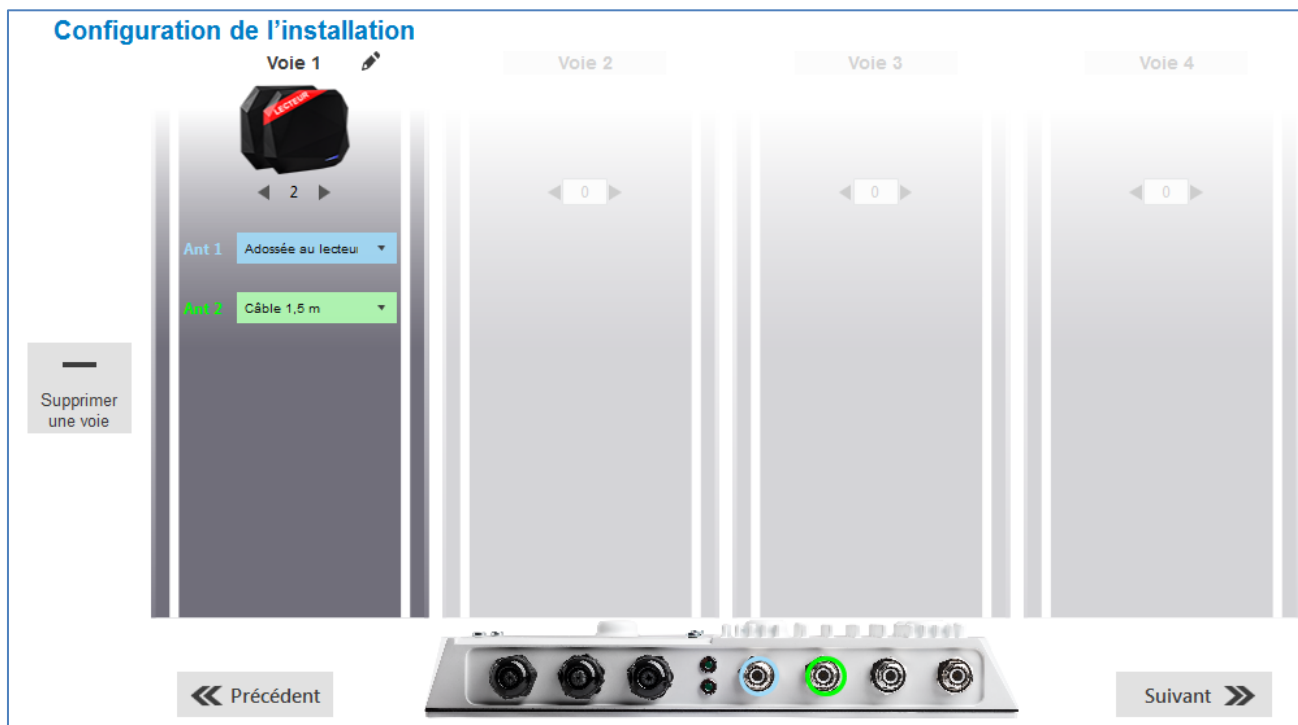 Configuration de l’installation
Voie 1
Voie 2
Voie 3
Voie 4
LECTEUR
2
0
0
0
Ant 1
Adossée au lecteu
Ant 2
Câble 1,5 m
Supprimer
une voie
Précédent
Suivant